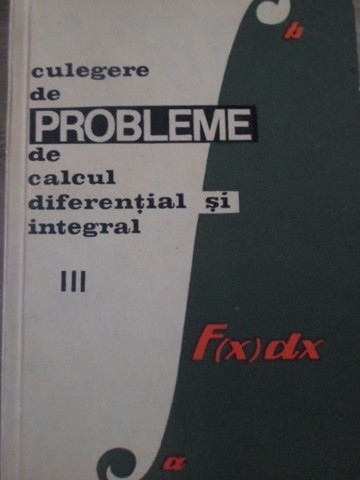 culegere
de
PROBLEME
de
calcul
diferențial și
integral
III
b
f(x)dx
a